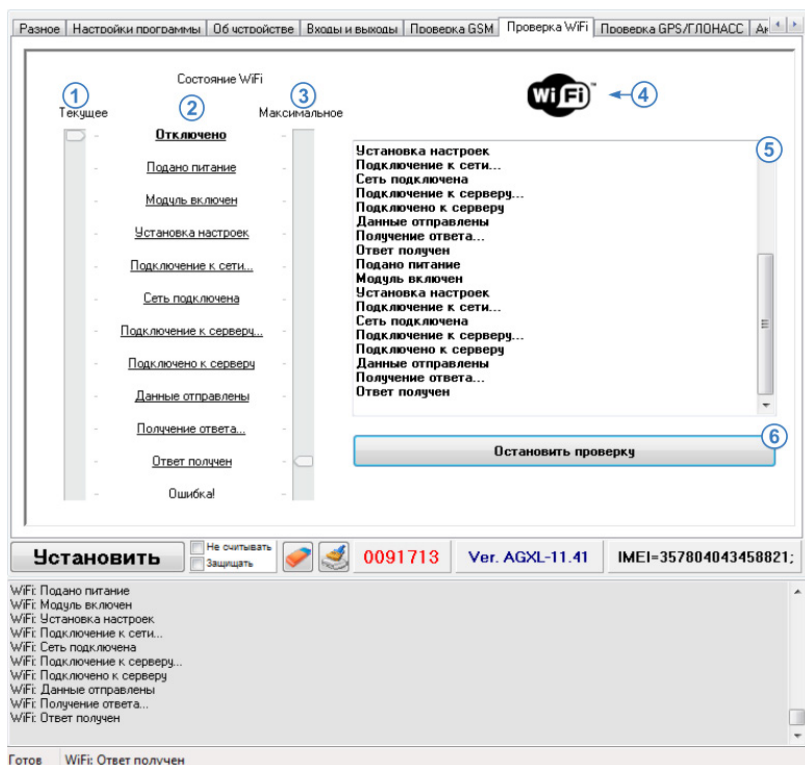 Разное Настройки программы Об устройстве Входы и выходы Проверка GSM Проверка WiFi Проверка GPS/ГЛОНАСС
Состояние WiFi
1 2 3
Текущее Максимальное
Отключено
Подано питание
Модуль включен
Установка настроек
Подключение к сети...
Сеть подключена
Подключение к серверу...
Подключено к серверу
Данные отправлены
Получение ответа...
Ответ получен
Ошибка!
Wi Fi ™ 4
5
Установка настроек
Подключение к сети...
Сеть подключена
Подключение к серверу...
Подключено к серверу
Данные отправлены
Получение ответа...
Ответ получен
Подано питание
Модуль включен
Установка настроек
Подключение к сети...
Сеть подключена
Подключение к серверу...
Подключено к серверу
Данные отправлены
Получение ответа...
Ответ получен
6
Остановить проверку
Установить
Не считывать
Защищать
0091713
Ver. AGXL-11.41
IMEI=357804043458821;
WiFi: Подано питание
WiFi: Модуль включен
WiFi: Установка настроек
WiFi: Подключение к сети...
WiFi: Сеть подключена
WiFi: Подключение к серверу...
WiFi: Подключено к серверу
WiFi: Данные отправлены
WiFi: Получение ответа...
WiFi: Ответ получен
Готов WiFi: Ответ получен